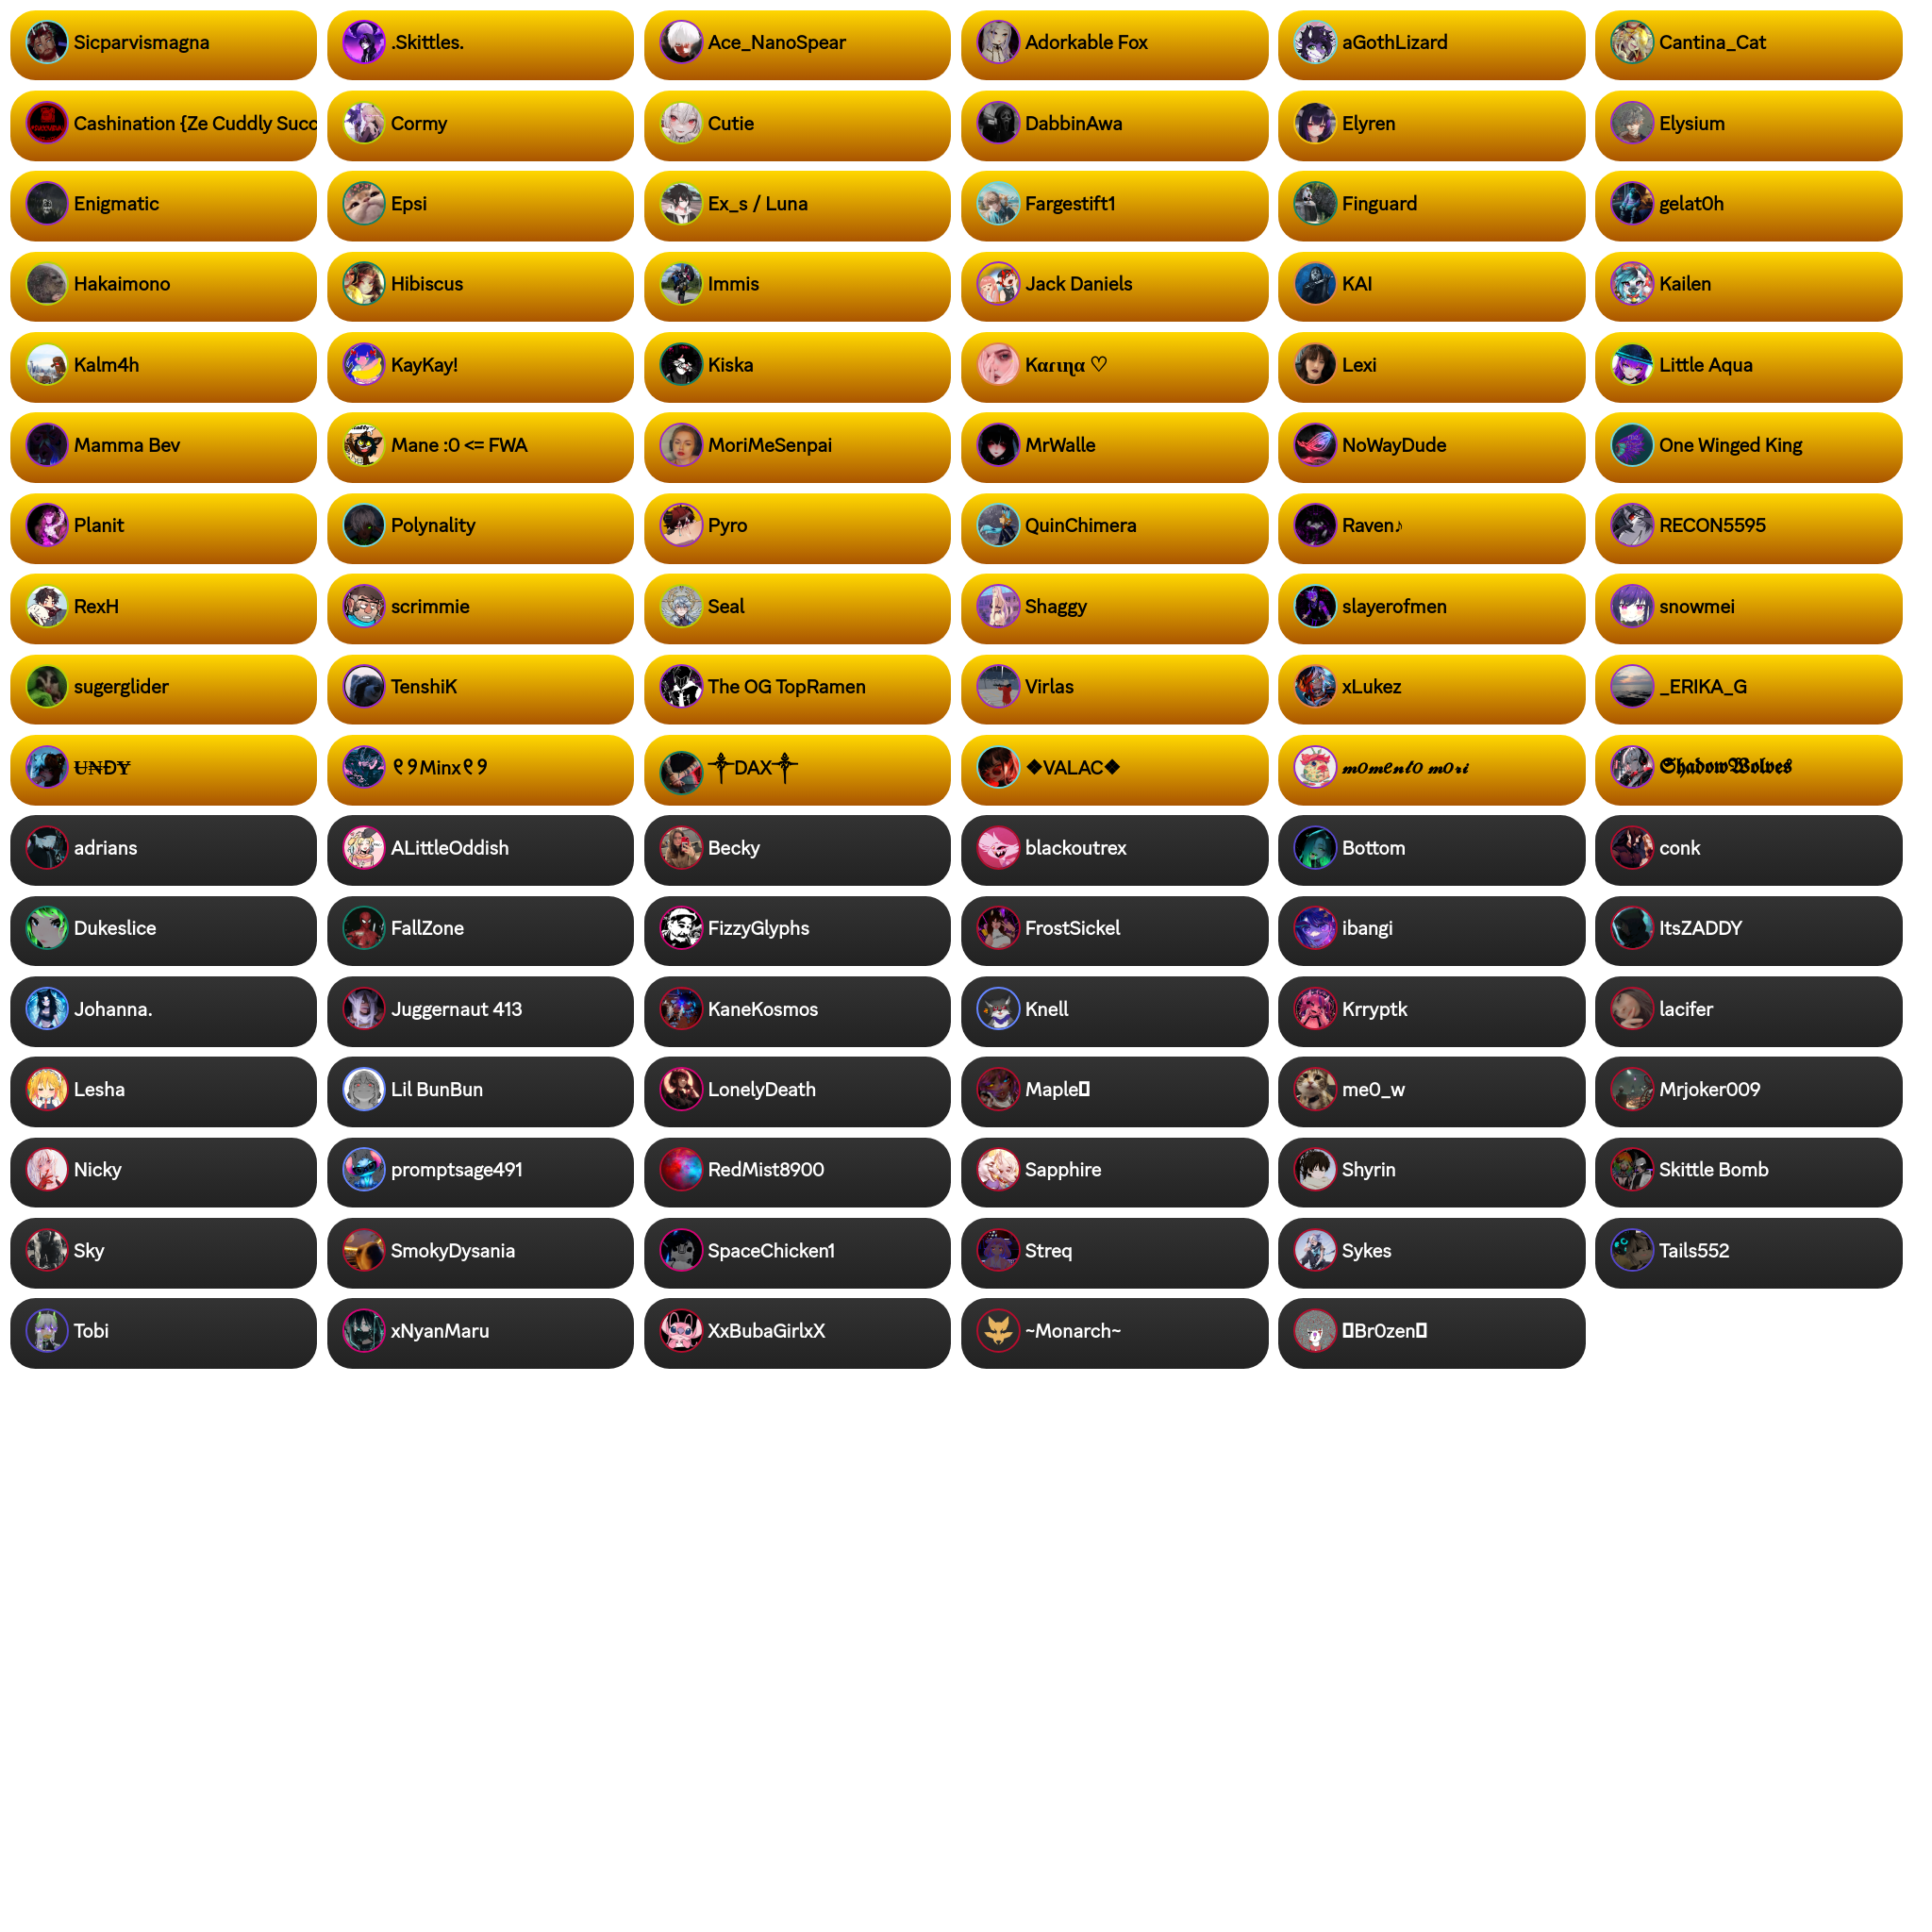 Sicparvismagna
.Skittles.
Ace_NanoSpear
Adorkable Fox
aGothLizard
Cantina_Cat
Cashination {Ze Cuddly Succ
Cormy
Cutie
DabbinAwa
Elyren
Elysium
Enigmatic
Epsi
Ex_s / Luna
Fargestift1
Finguard
gelat0h
Hakaimono
Hibiscus
Immis
Jack Daniels
KAI
Kailen
Kalm4h
KayKay!
Kiska
Kαɾιɳα ♡
Lexi
Little Aqua
Mamma Bev
Mane :0 <= FWA
MoriMeSenpai
MrWalle
NoWayDude
One Winged King
Planit
Polynality
Pyro
QuinChimera
Raven♪
RECON5595
RexH
scrimmie
Seal
Shaggy
slayerofmen
snowmei
sugerglider
TenshiK
The OG TopRamen
Virlas
xLukez
_ERIKA_G
Ʉ₦ĐɎ
୧୨Minx୧୨
༒DAX༒
❖VALAC❖
𝓶𝓸𝓶𝓮𝓷𝓽𝓸 𝓶𝓸𝓻𝓲
𝕾𝖍𝖆𝖉𝖔𝖜𝖂𝖔𝖑𝖛𝖊𝖘
adrians
ALittleOddish
Becky
blackoutrex
Bottom
conk
Dukeslice
FallZone
FizzyGlyphs
FrostSickel
ibangi
ItsZADDY
Johanna.
Juggernaut 413
KaneKosmos
Knell
Krryptk
lacifer
Lesha
Lil BunBun
LonelyDeath
Maple
me0_w
Mrjoker009
Nicky
promptsage491
RedMist8900
Sapphire
Shyrin
Skittle Bomb
Sky
SmokyDysania
SpaceChicken1
Streq
Sykes
Tails552
Tobi
xNyanMaru
XxBubaGirlxX
~Monarch~
Br0zen